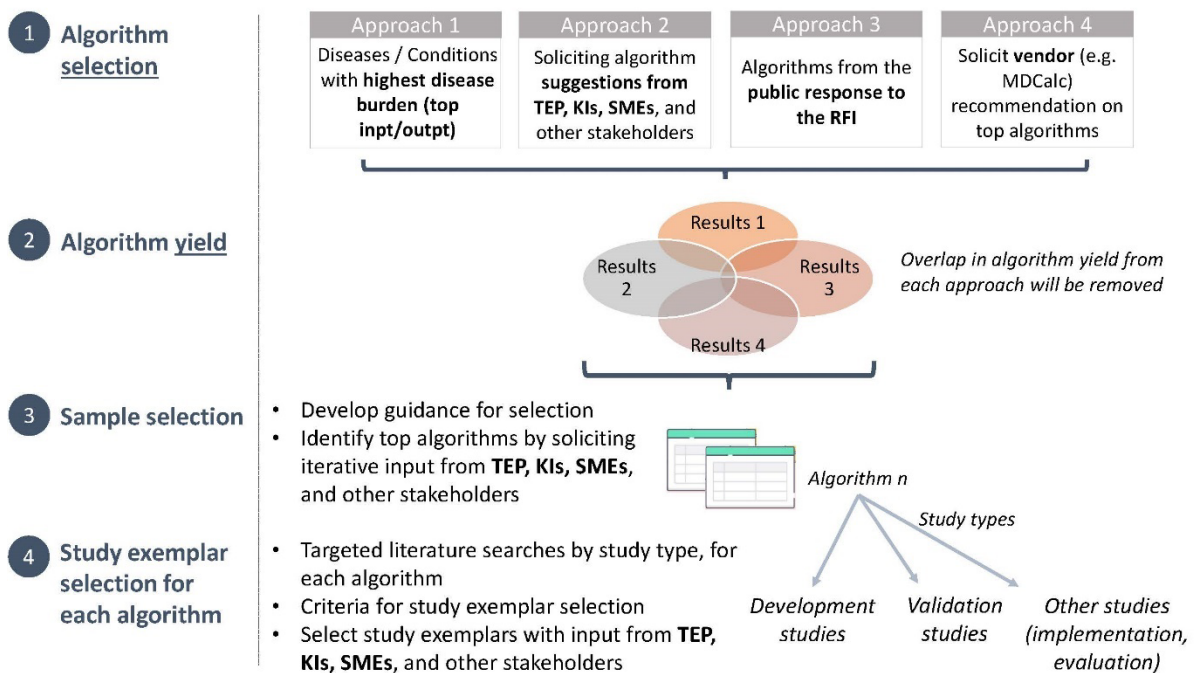 1
Algorithm
selection
Approach 1
Diseases / Conditions
with highest disease
burden (top
inpt/outpt)
Approach 2
Soliciting algorithm
suggestions from
TEP, KIs, SMEs, and
other stakeholders
Approach 3
Algorithms from the
public response to
the RFI
Approach 4
Solicit vendor (e.g.
MDCalc)
recommendation on
top algorithms
2
Algorithm yield
Results 1
Results
2
Results
3
Results 4
Overlap in algorithm yield from
each approach will be removed
3
Sample selection
• Develop guidance for selection
• Identify top algorithms by soliciting
iterative input from TEP, KIs, SMEs,
and other stakeholders
Algorithm n
Study types
4
Study exemplar
selection for
each algorithm
• Targeted literature searches by study type, for
each algorithm
• Criteria for study exemplar selection
• Select study exemplars with input from TEP,
KIs, SMEs, and other stakeholders
Development
studies
Validation
studies
Other studies
(implementation,
evaluation)